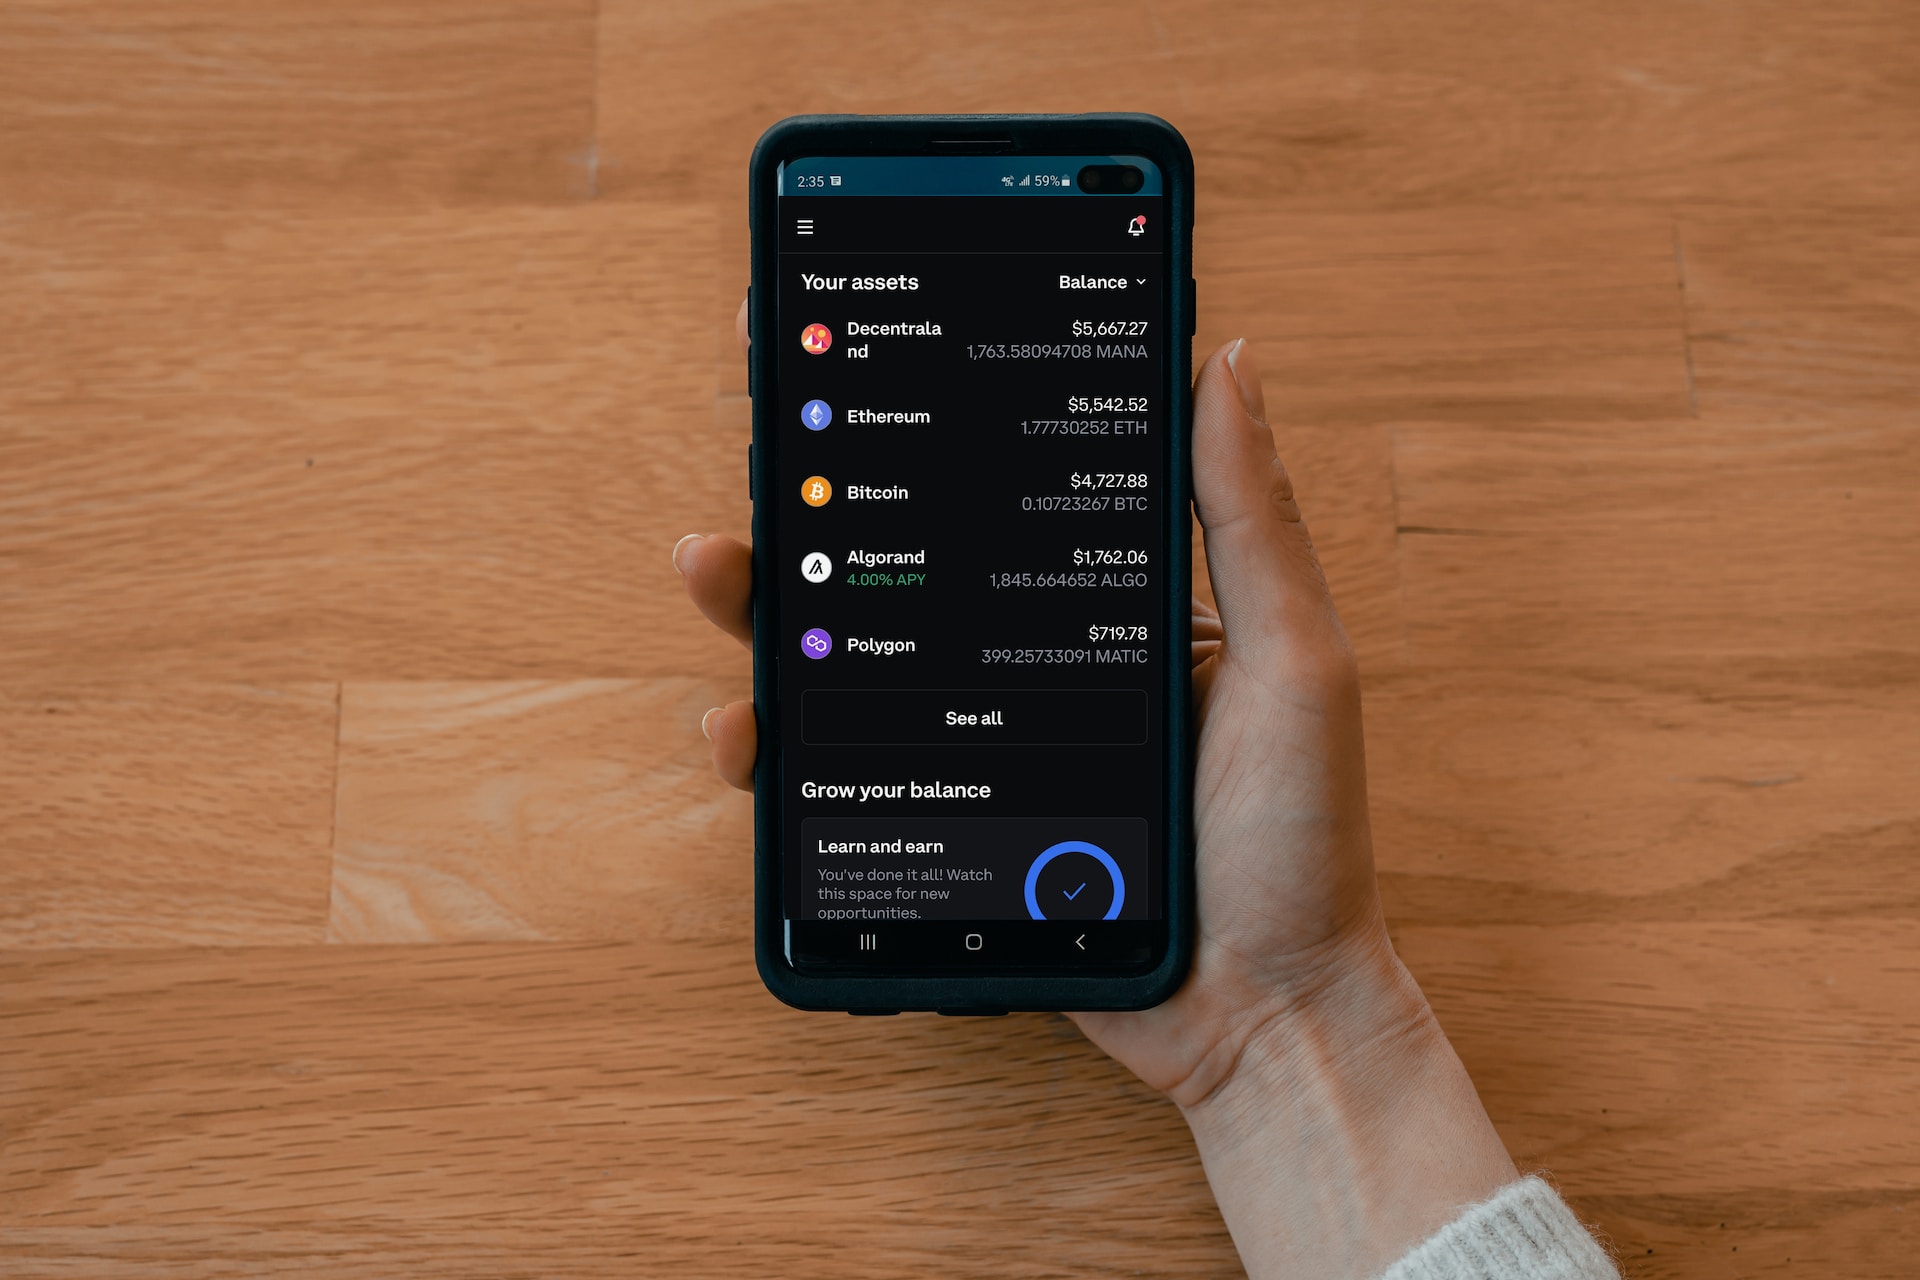 2:35 59%
Your assets Balance
Decentrala $5,667.27
nd 1,763.58094708 MANA
Ethereum $5,542.52
1.77730252 ETH
Bitcoin $4,727.88
0.10723267 BTC
Algorand $1,762.06
4.00% APY 1,845.664652 ALGO
Polygon $719.78
399.25733091 MATIC
See all
Grow your balance
Learn and earn
You've done it all! Watch
this space for new
opportunities.